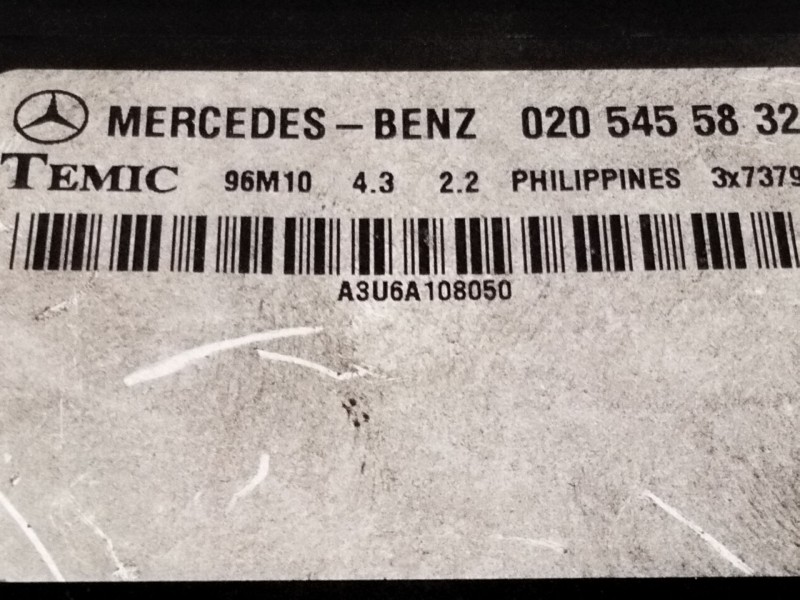 MERCEDES-BENZ 020 545 58 32
TEMIC 96M10 4.3 2.2 PHILIPPINES 3x7379
A3U6A108050